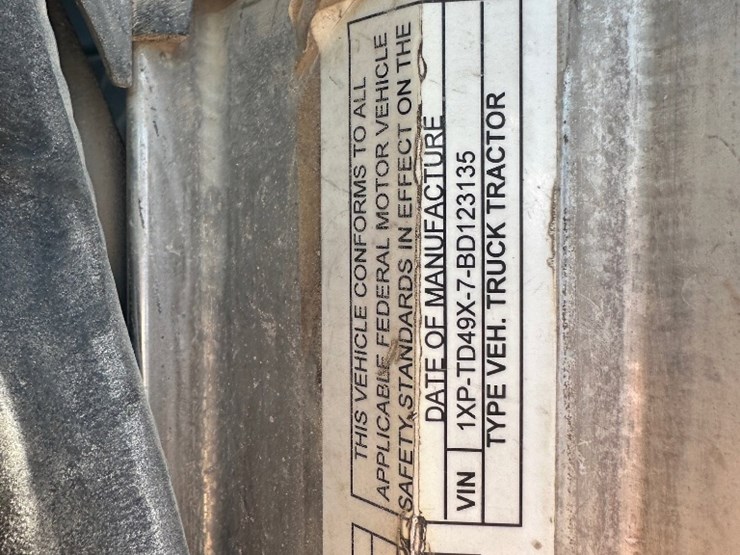 THIS VEHICLE CONFORMS TO ALL
APPLICABLE FEDERAL MOTOR VEHICLE
SAFETY STANDARDS IN EFFECT ON THE
DATE OF MANUFACTURE
VIN 1XP-TD49X-7-BD123135
TYPE VEH. TRUCK TRACTOR